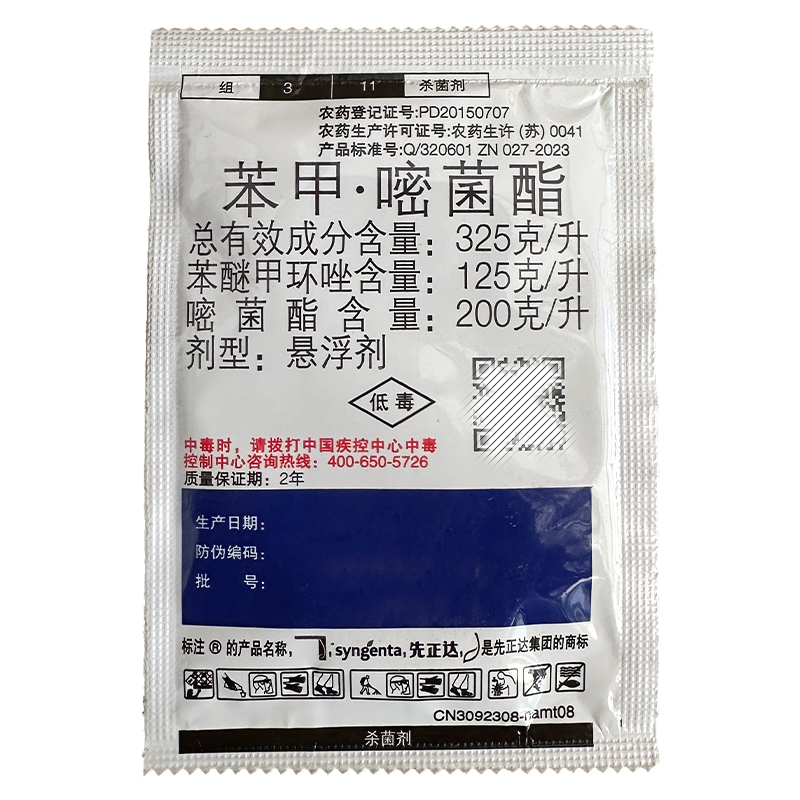 组 3 11 杀菌剂
农药登记证号:PD20150707
农药生产许可证号:农药生许 (苏) 0041
产品标准号:Q/320601 ZN 027-2023
苯甲·嘧菌酯
总有效成分含量: 325克/升
苯醚甲环唑含量: 125克/升
嘧菌酯含量: 200克/升
剂型: 悬浮剂
低毒
中毒时, 请拨打中国疾控中心中毒
控制中心咨询热线: 400-650-5726
质量保证期: 2年
生产日期:
防伪编码:
批 号:
标注 ® 的产品名称, , syngenta, 先正达, 是先正达集团的商标
CN3092308-namt08
杀菌剂